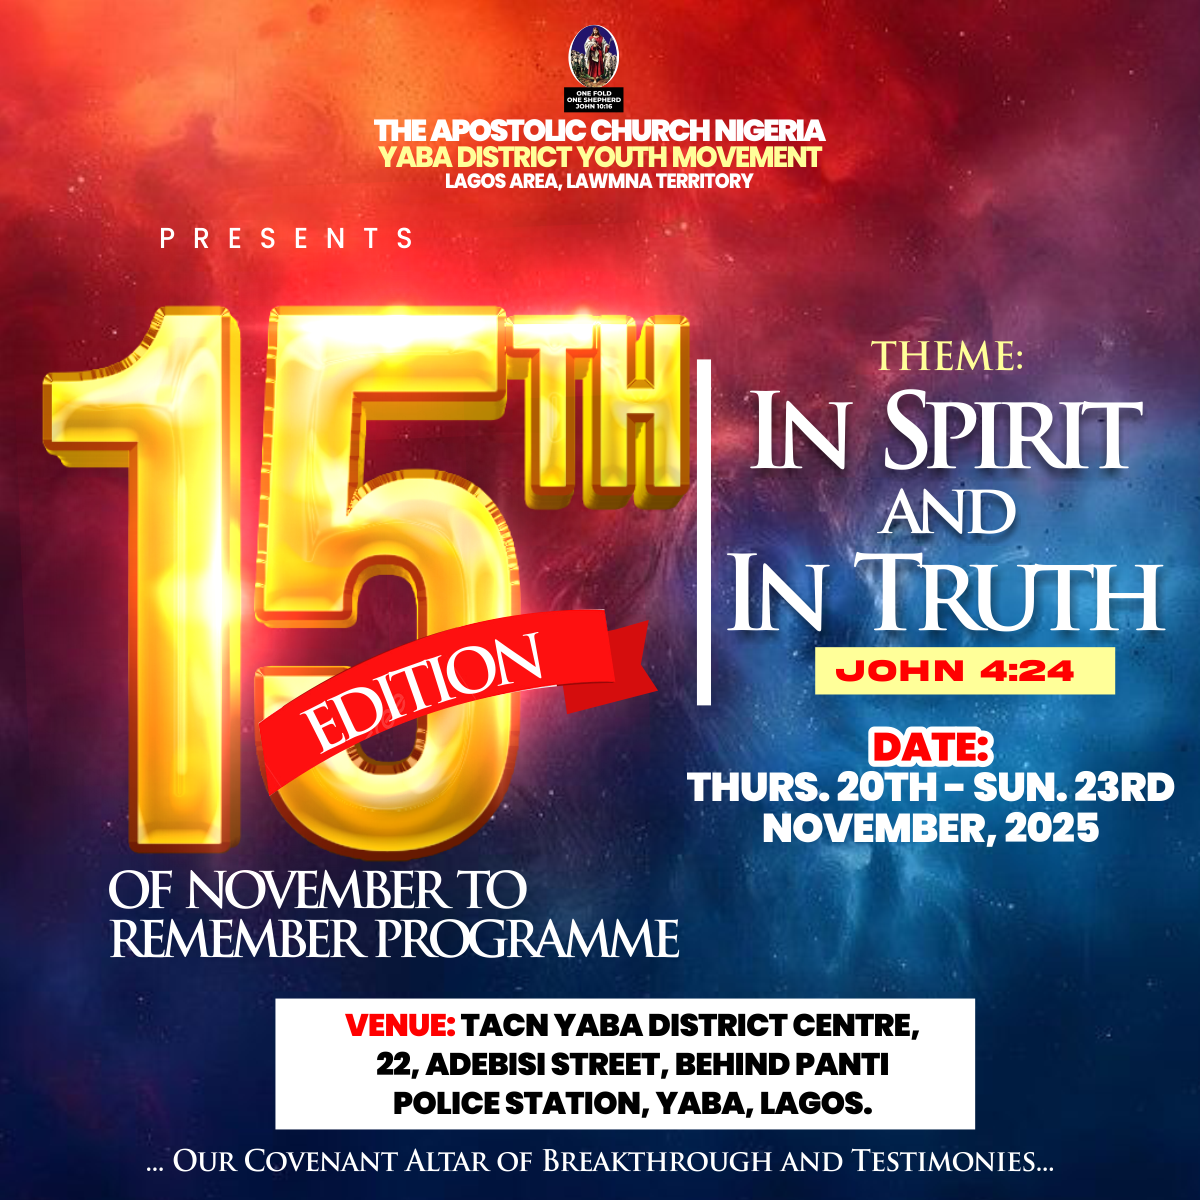 ONE FOLD
ONE SHEPHERD
JOHN 10:16
THE APOSTOLIC CHURCH NIGERIA
YABA DISTRICT YOUTH MOVEMENT
LAGOS AREA, LAWMNA TERRITORY
PRESENTS
15TH
EDITION
OF NOVEMBER TO
REMEMBER PROGRAMME
THEME:
IN SPIRIT
AND
IN TRUTH
JOHN 4:24
DATE:
THURS. 20TH - SUN. 23RD
NOVEMBER, 2025
VENUE: TACN YABA DISTRICT CENTRE,
22, ADEBISI STREET, BEHIND PANTI
POLICE STATION, YABA, LAGOS.
... OUR COVENANT ALTAR OF BREAKTHROUGH AND TESTIMONIES...